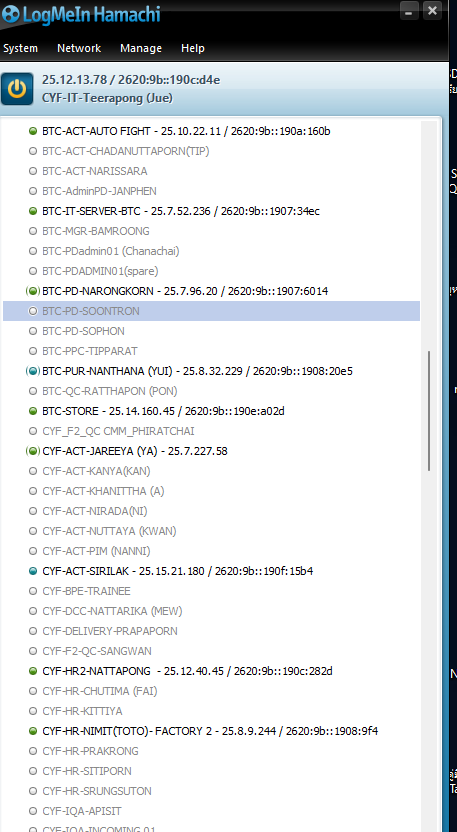 LogMeIn Hamachi
System Network Manage Help
25.12.13.78 / 2620:9b::190c:d4e
CYF-IT-Teerapong (Jue)
BTC-ACT-AUTO FIGHT - 25.10.22.11 / 2620:9b::190a:160b
BTC-ACT-CHADANUTTAPORN(TIP)
BTC-ACT-NARISSARA
BTC-AdminPD-JANPHEN
BTC-IT-SERVER-BTC - 25.7.52.236 / 2620:9b::1907:34ec
BTC-MGR-BAMROONG
BTC-PDadmin01 (Chanachai)
BTC-PDADMIN01(spare)
BTC-PD-NARONGKORN - 25.7.96.20 / 2620:9b::1907:6014
BTC-PD-SOONTRON
BTC-PD-SOPHON
BTC-PPC-TIPPARAT
BTC-PUR-NANTHANA (YUI) - 25.8.32.229 / 2620:9b::1908:20e5
BTC-QC-RATTHAPON (PON)
BTC-STORE - 25.14.160.45 / 2620:9b::190e:a02d
CYF_F2_QC CMM_PHIRATCHAI
CYF-ACT-JAREEYA (YA) - 25.7.227.58
CYF-ACT-KANYA(KAN)
CYF-ACT-KHANITTHA (A)
CYF-ACT-NIRADA(NI)
CYF-ACT-NUTTAYA (KWAN)
CYF-ACT-PIM (NANNI)
CYF-ACT-SIRILAK - 25.15.21.180 / 2620:9b::190f:15b4
CYF-BPE-TRAINEE
CYF-DCC-NATTARIKA (MEW)
CYF-DELIVERY-PRAPAPORN
CYF-F2-QC-SANGWAN
CYF-HR2-NATTAPONG - 25.12.40.45 / 2620:9b::190c:282d
CYF-HR-CHUTIMA (FAI)
CYF-HR-KITTIYA
CYF-HR-NIMIT(TOTO)- FACTORY 2 - 25.8.9.244 / 2620:9b::1908:9f4
CYF-HR-PRAKRONG
CYF-HR-SITIPORN
CYF-HR-SRUNGSUTON
CYF-IQA-APISIT
CYF-IQA-INCOMING 01